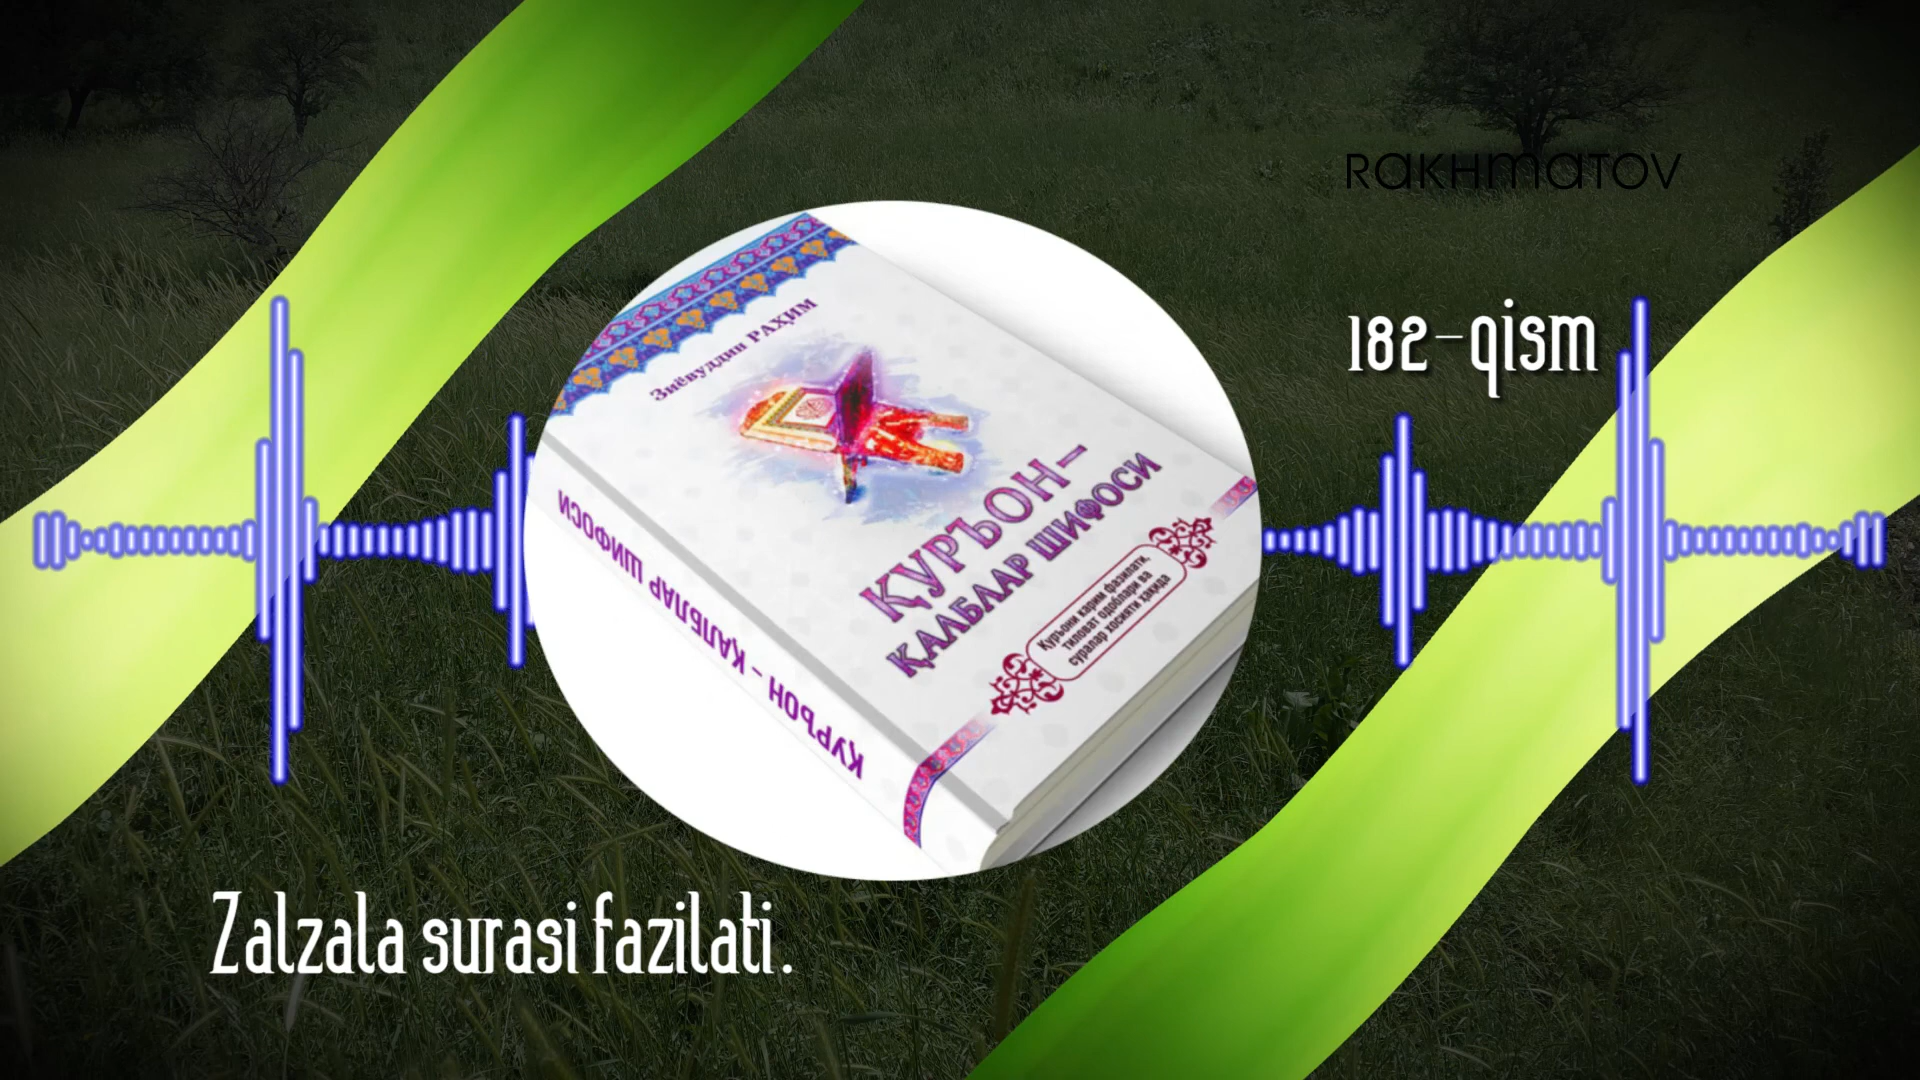 RAKHMATOV
182-qism
Зиёвуддин РАҲИМ
ҚУРЪОН–
ҚАЛБЛАР ШИФОСИ
Қуръони карим фазилати,
тиловат одоблари ва
суралар хосияти ҳақида
ҚУРЪОН – ҚАЛБЛАР ШИФОСИ
Zalzala surasi fazilati.